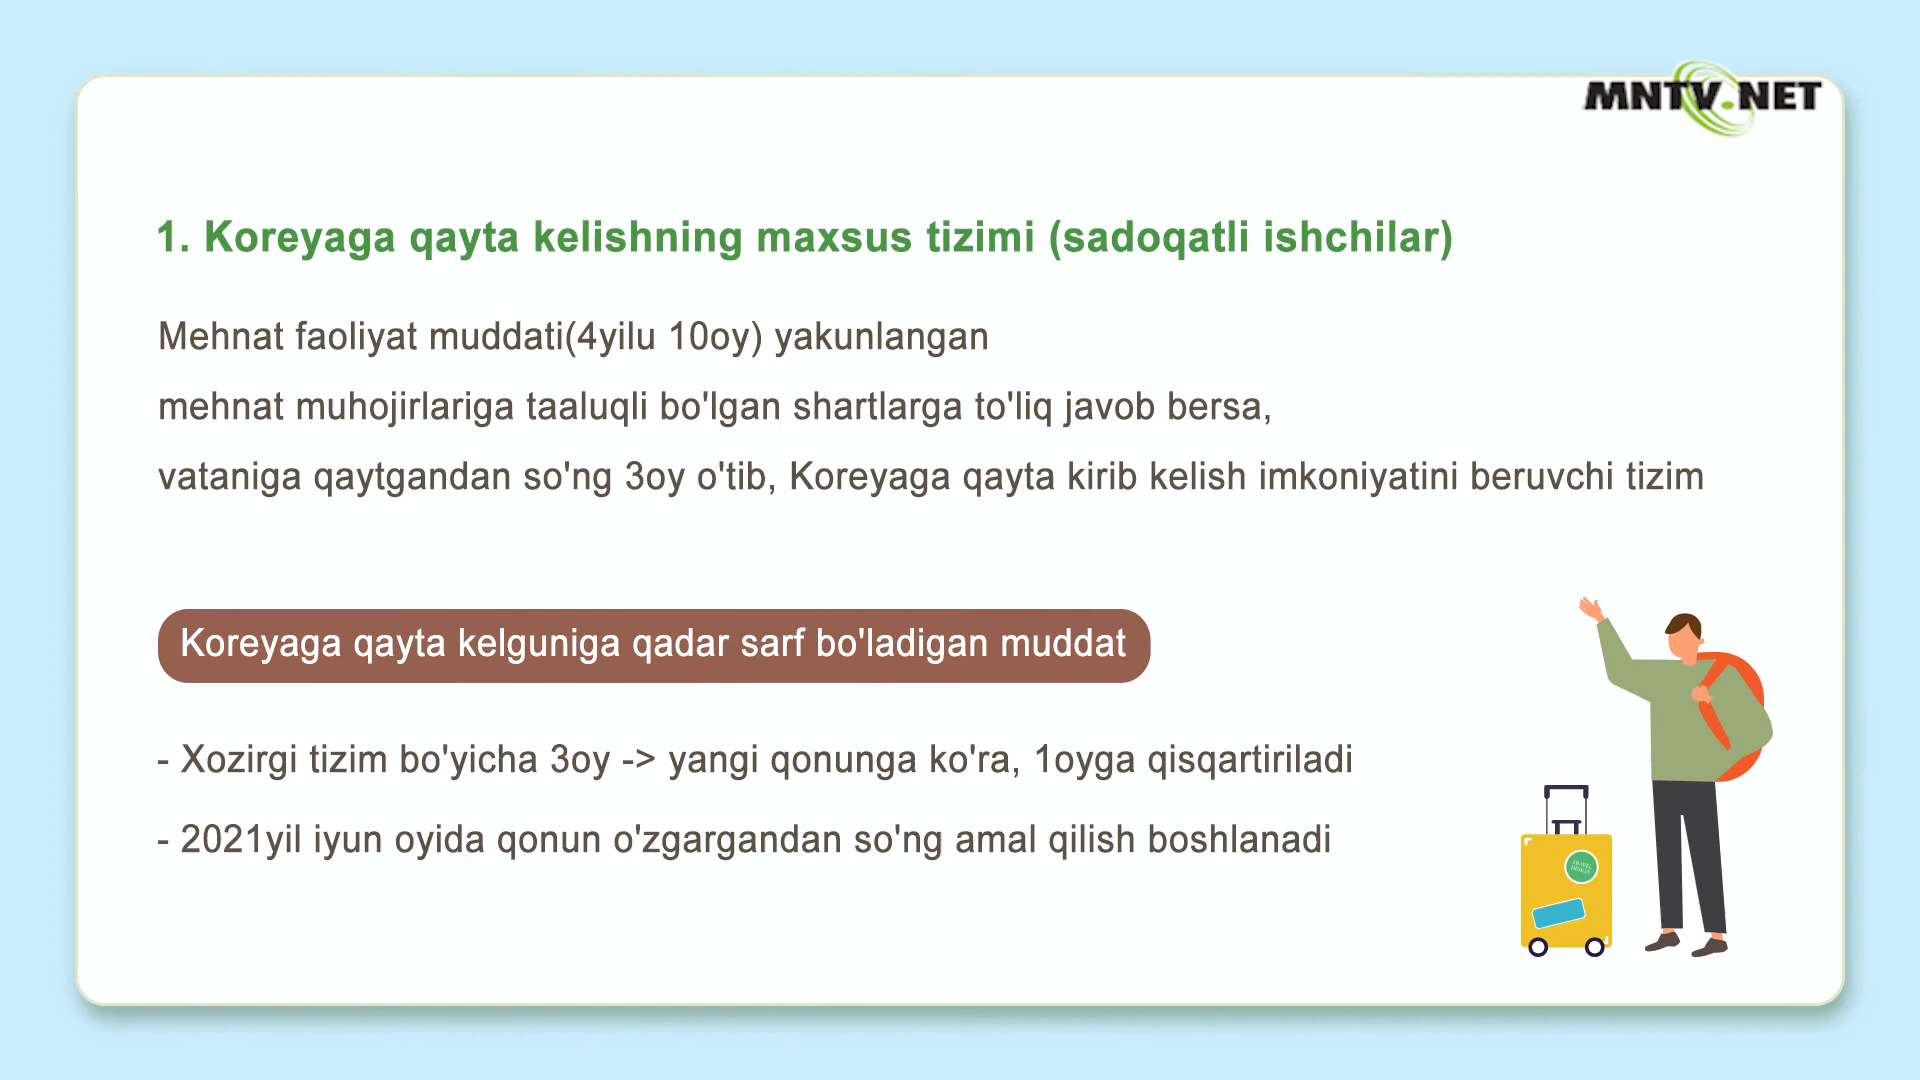 MNTV.NET
1. Koreyaga qayta kelishning maxsus tizimi (sadoqatli ishchilar)
Mehnat faoliyat muddati(4yilu 10oy) yakunlangan
mehnat muhojirlariga taaluqli bo'lgan shartlarga to'liq javob bersa,
vataniga qaytgandan so'ng 3oy o'tib, Koreyaga qayta kirib kelish imkoniyatini beruvchi tizim
Koreyaga qayta kelguniga qadar sarf bo'ladigan muddat
- Xozirgi tizim bo'yicha 3oy -> yangi qonunga ko'ra, 1oyga qisqartiriladi
- 2021yil iyun oyida qonun o'zgargandan so'ng amal qilish boshlanadi